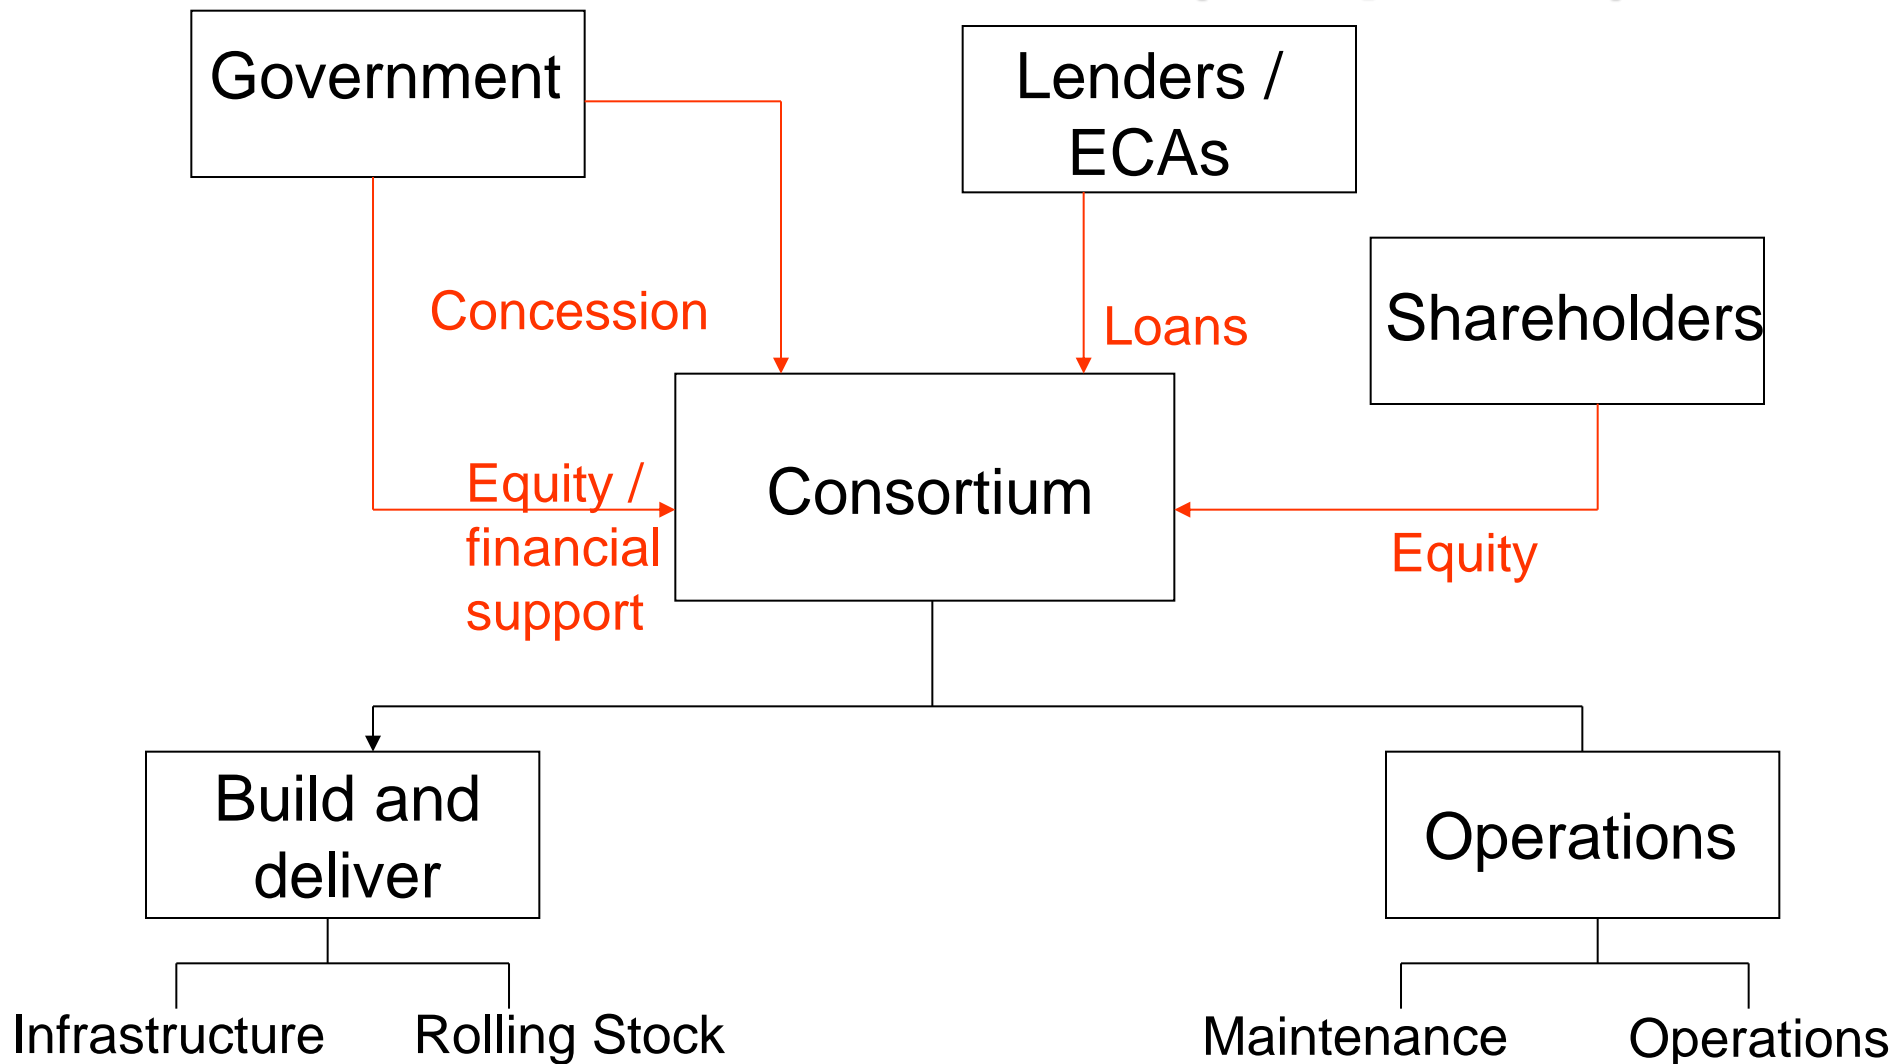 Government
Lenders /
ECAs
Shareholders
Concession
Loans
Equity /
financial
support
Consortium
Equity
Build and
deliver
Operations
Infrastructure
Rolling Stock
Maintenance
Operations